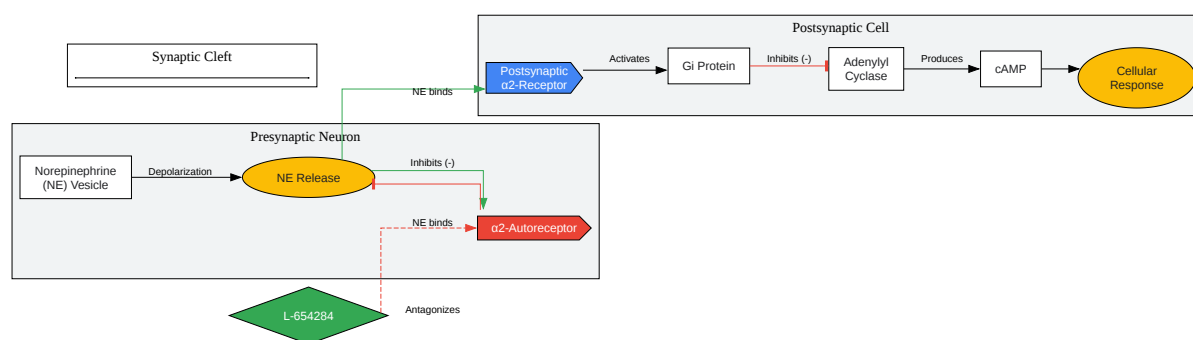 Postsynaptic Cell
Synaptic Cleft
Postsynaptic
α2-Receptor
Activates
Gi Protein
Inhibits (-)
Adenylyl
Cyclase
Produces
cAMP
Cellular
Response
NE binds
Presynaptic Neuron
Norepinephrine
(NE) Vesicle
Depolarization
NE Release
Inhibits (-)
NE binds
α2-Autoreceptor
L-654284
Antagonizes